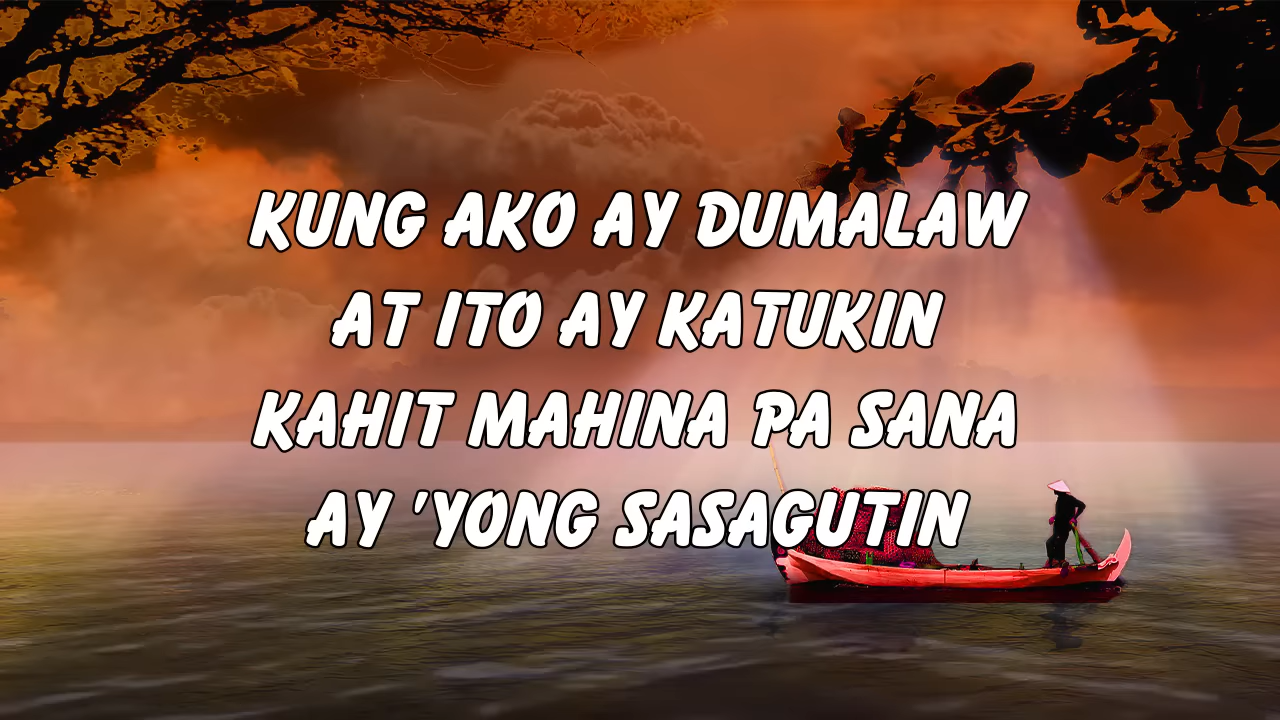 KUNG AKO AY DUMALAW
AT ITO AY KATUKIN
KAHIT MAHINA PA SANA
AY 'YONG SASAGUTIN